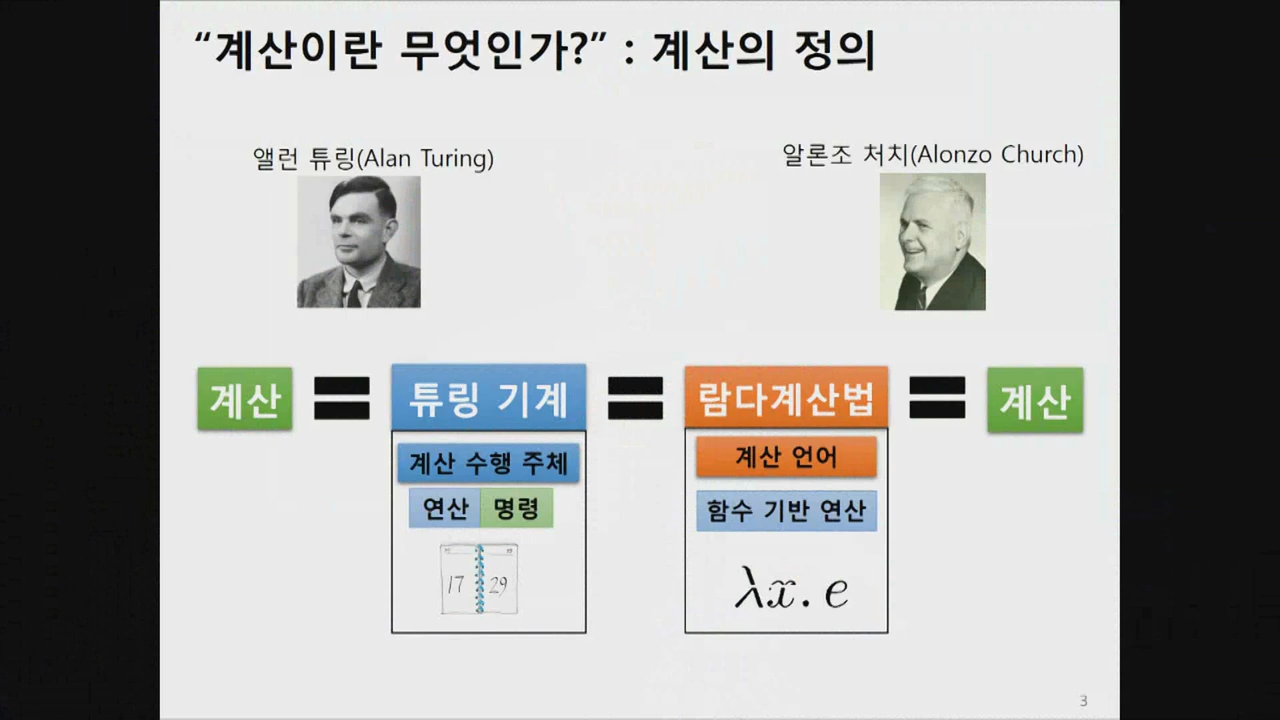 “계산이란 무엇인가?” : 계산의 정의
앨런 튜링(Alan Turing)
알론조 처치(Alonzo Church)
계산 = 튜링 기계 = 람다계산법 = 계산
계산 수행 주체
연산 명령
17 29
계산 언어
함수 기반 연산
λx. e
3